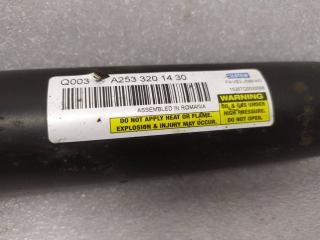 Q003 A253 320 14 30
ASSEMBLED IN ROMANIA
DO NOT APPLY HEAT OR FLAME.
EXPLOSION & INJURY MAY OCCUR.
WARNING
OIL & GAS UNDER
HIGH PRESSURE.
DO NOT OPEN.